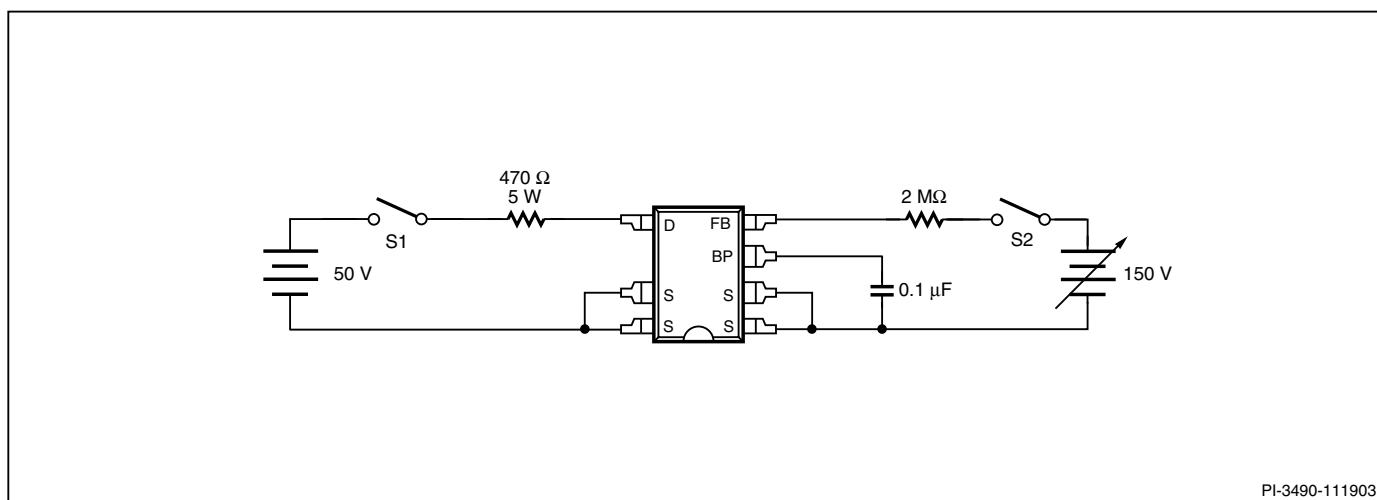 470 Ω
5 W
S1
50 V
D
S
S
FB
BP
S
S
2 MΩ
S2
0.1 µF
150 V
PI-3490-111903